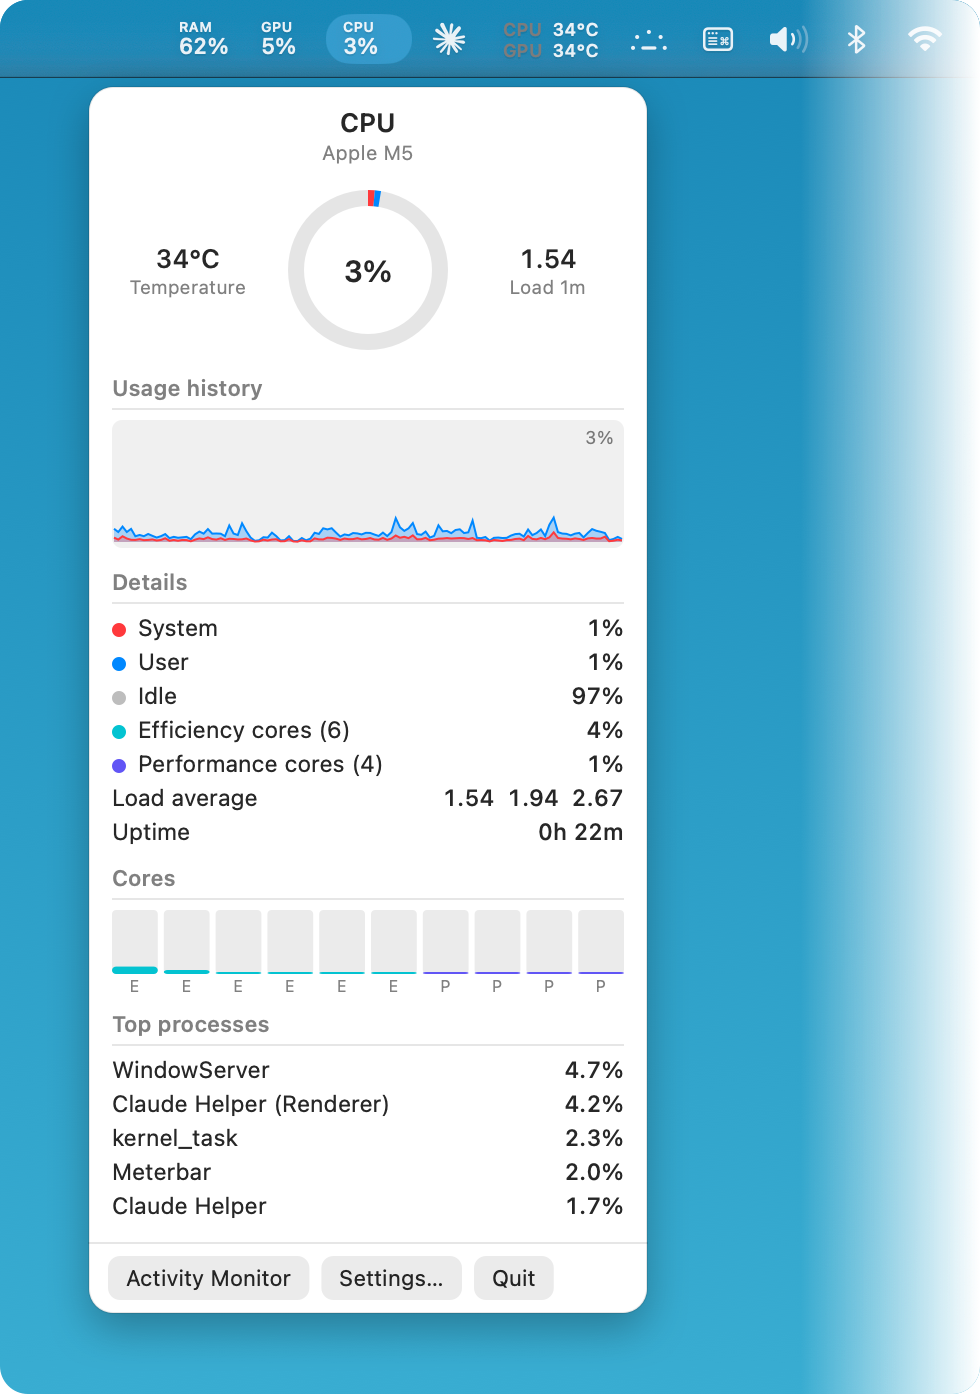 RAM GPU CPU
62% 5% 3%
CPU 34°C
GPU 34°C
CPU
Apple M5
34°C
Temperature
3%
1.54
Load 1m
Usage history
3%
Details
System 1%
User 1%
Idle 97%
Efficiency cores (6) 4%
Performance cores (4) 1%
Load average 1.54 1.94 2.67
Uptime 0h 22m
Cores
E E E E E E P P P P
Top processes
WindowServer 4.7%
Claude Helper (Renderer) 4.2%
kernel_task 2.3%
Meterbar 2.0%
Claude Helper 1.7%
Activity Monitor Settings... Quit